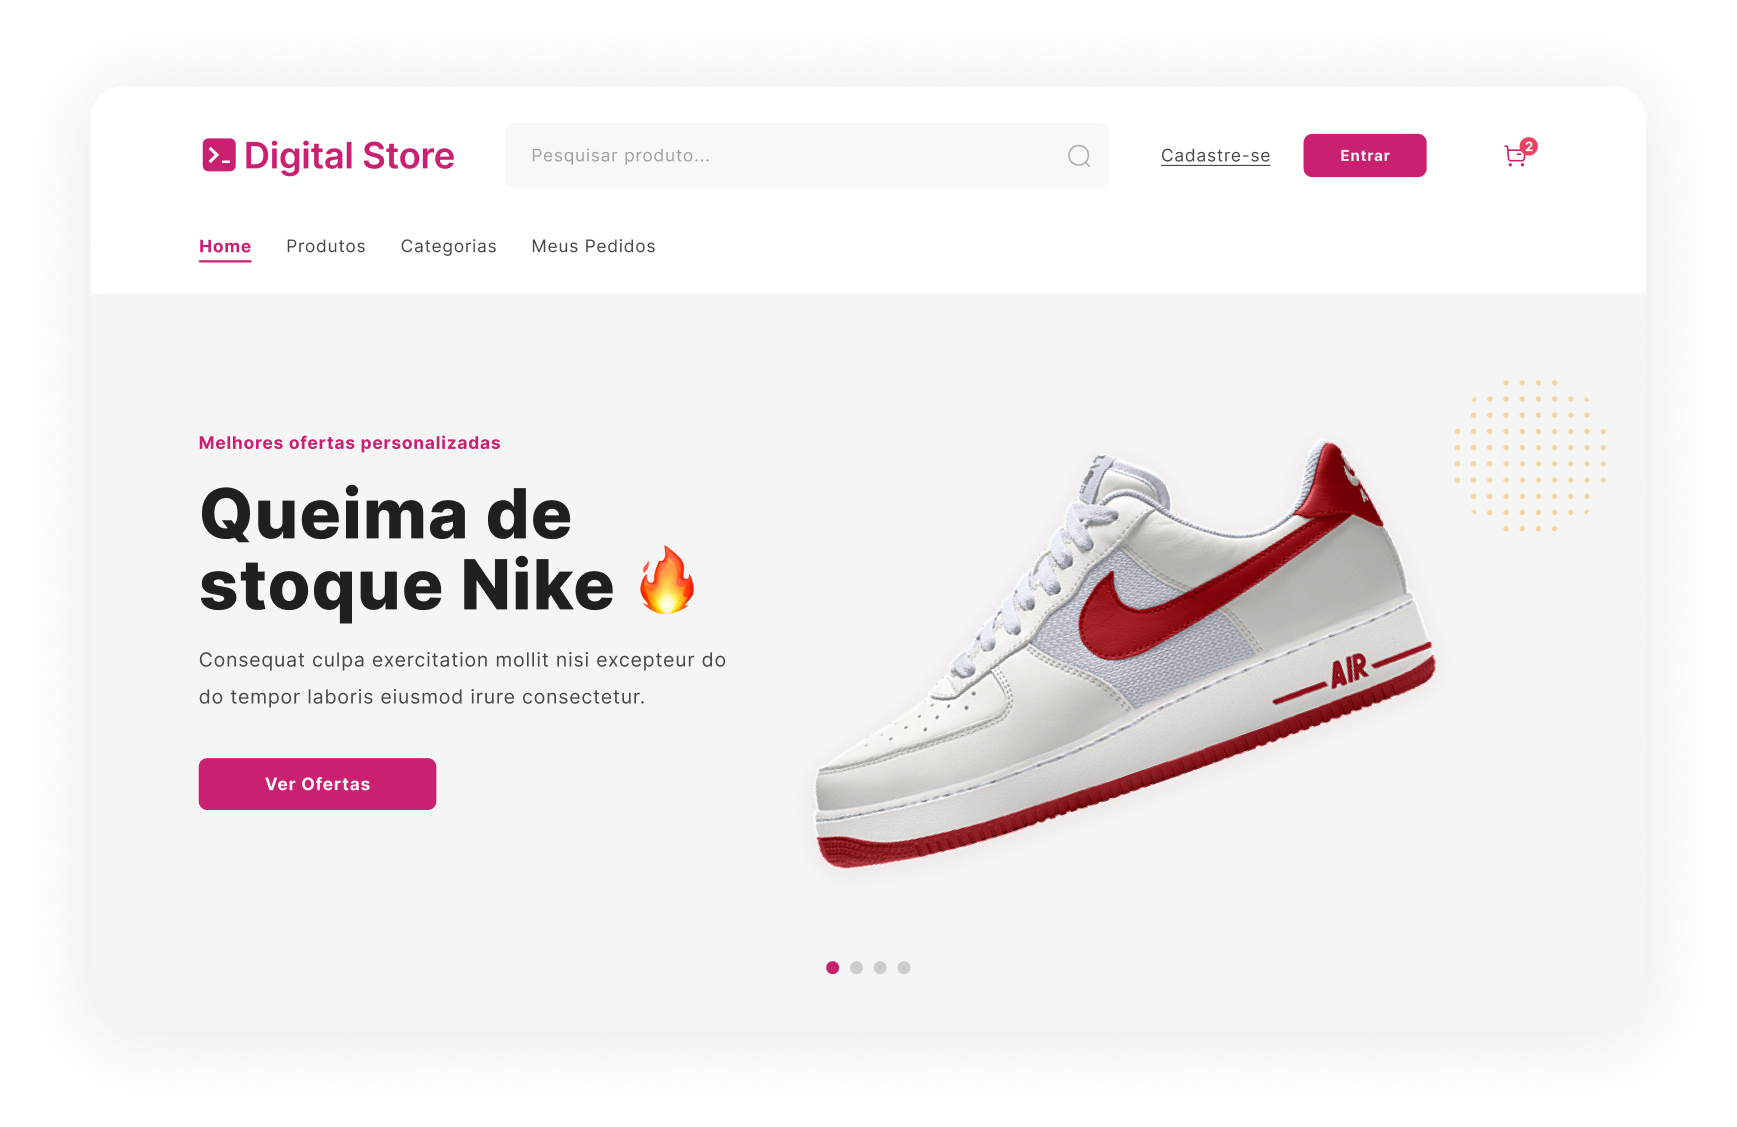 Digital Store
Pesquisar produto...
Cadastre-se
Entrar
2
Home
Produtos
Categorias
Meus Pedidos
Melhores ofertas personalizadas
Queima de
stoque Nike 🔥
Consequat culpa exercitation mollit nisi excepteur do
do tempor laboris eiusmod irure consectetur.
Ver Ofertas
AIR